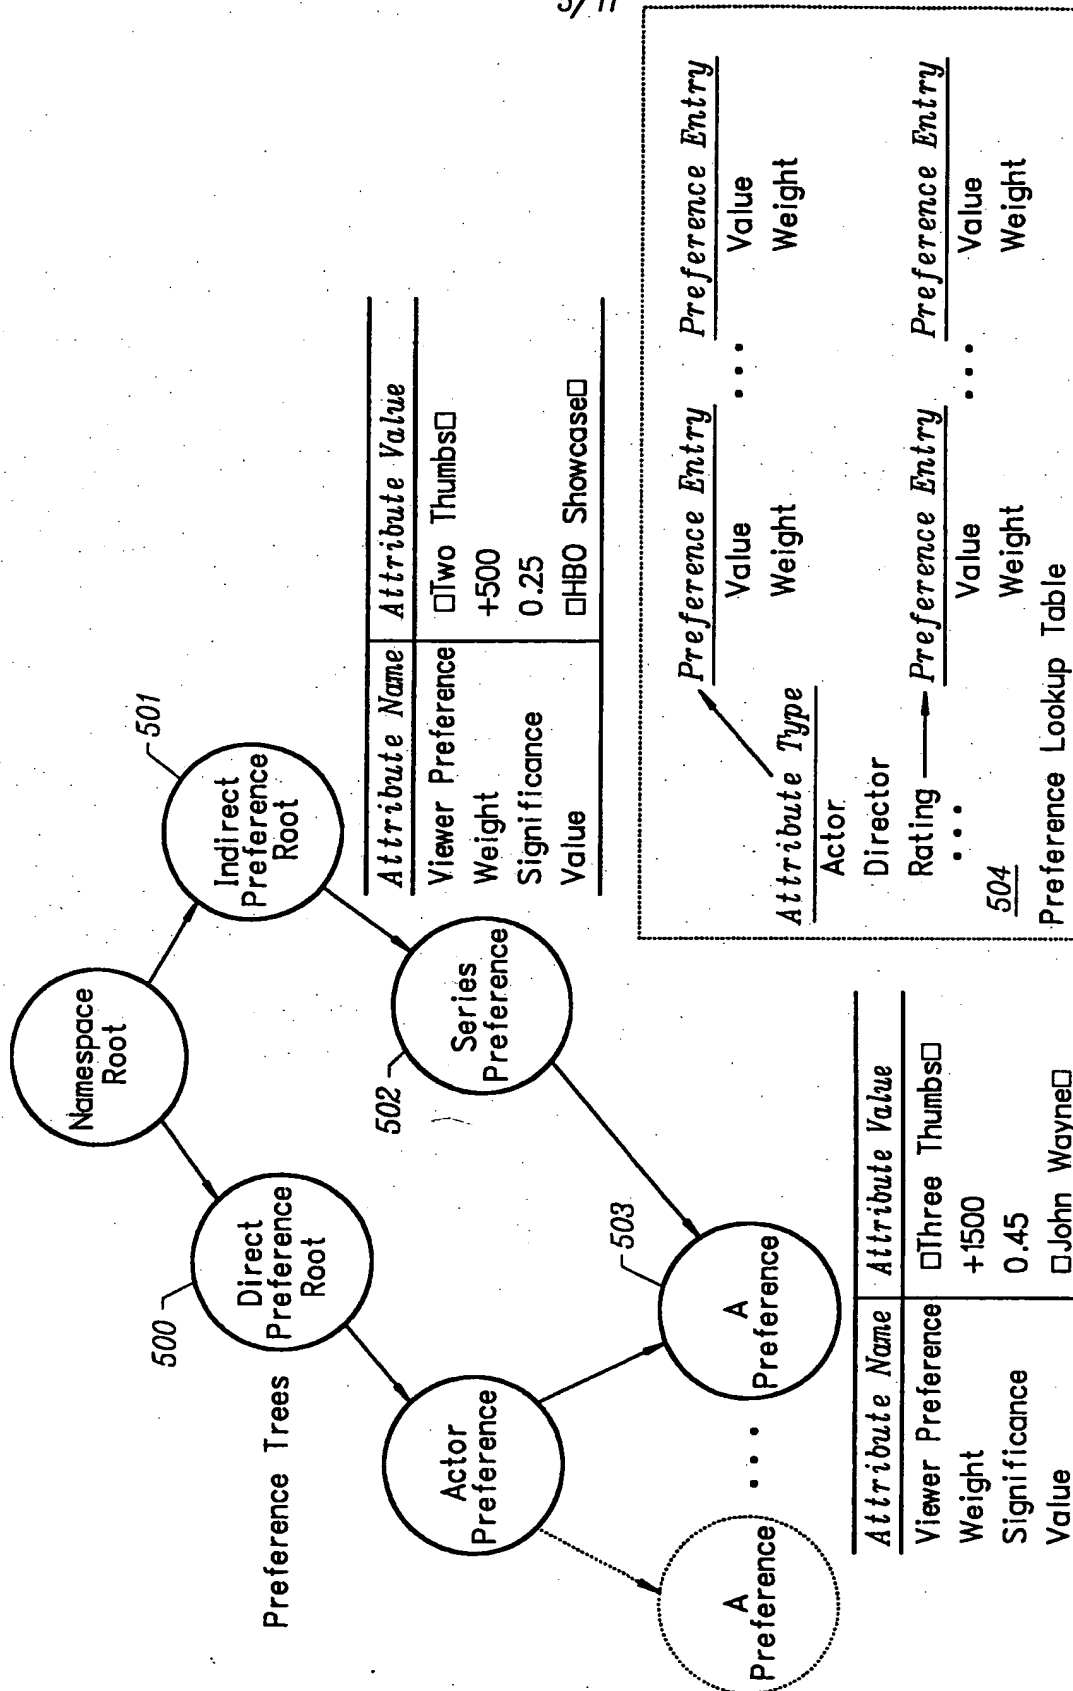 5/11
Preference Trees
Namespace
Root
500
Direct
Preference
Root
501
Indirect
Preference
Root
Actor
Preference
502
Series
Preference
A
Preference
• • •
503
A
Preference
Attribute Name Attribute Value
Viewer Preference □Two Thumbs□
Weight +500
Significance 0.25
Value □HBO Showcase□
Attribute Name Attribute Value
Viewer Preference □Three Thumbs□
Weight +1500
Significance 0.45
Value □John Wayne□
Attribute Type
Actor
Director
Rating
• • •
Preference Entry • • • Preference Entry
Value Value
Weight Weight
Preference Entry • • • Preference Entry
Value Value
Weight Weight
504
Preference Lookup Table